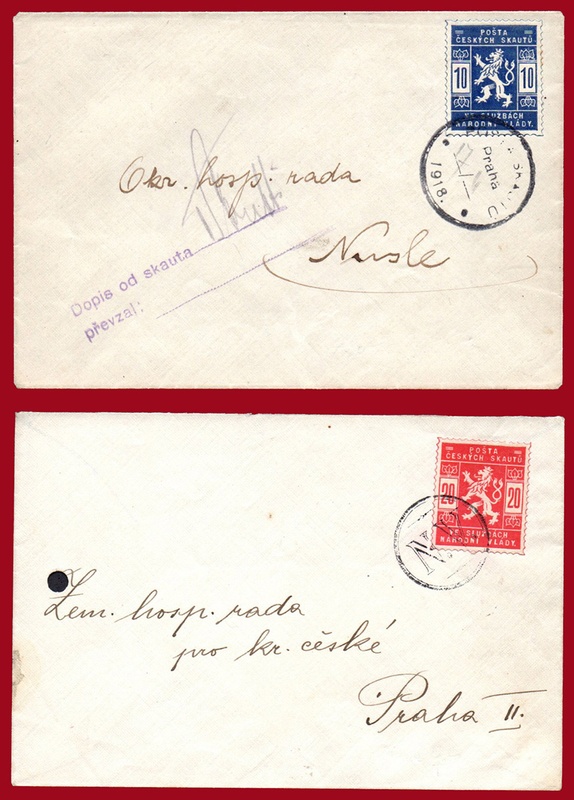 POŠTA
ČESKÝCH SKAUTŮ
10 10
VE SLUŽBÁCH
NÁRODNÍ VLÁDY.
SKAUTŮ
Praha
1918.
Okr. hosp. rada
Nusle
Dopis od skauta
převzal:
POŠTA
ČESKÝCH SKAUTŮ
20 20
VE SLUŽBÁCH
NÁRODNÍ VLÁDY.
N.V.
Zem. hosp. rada
pro kr. české
Praha II.